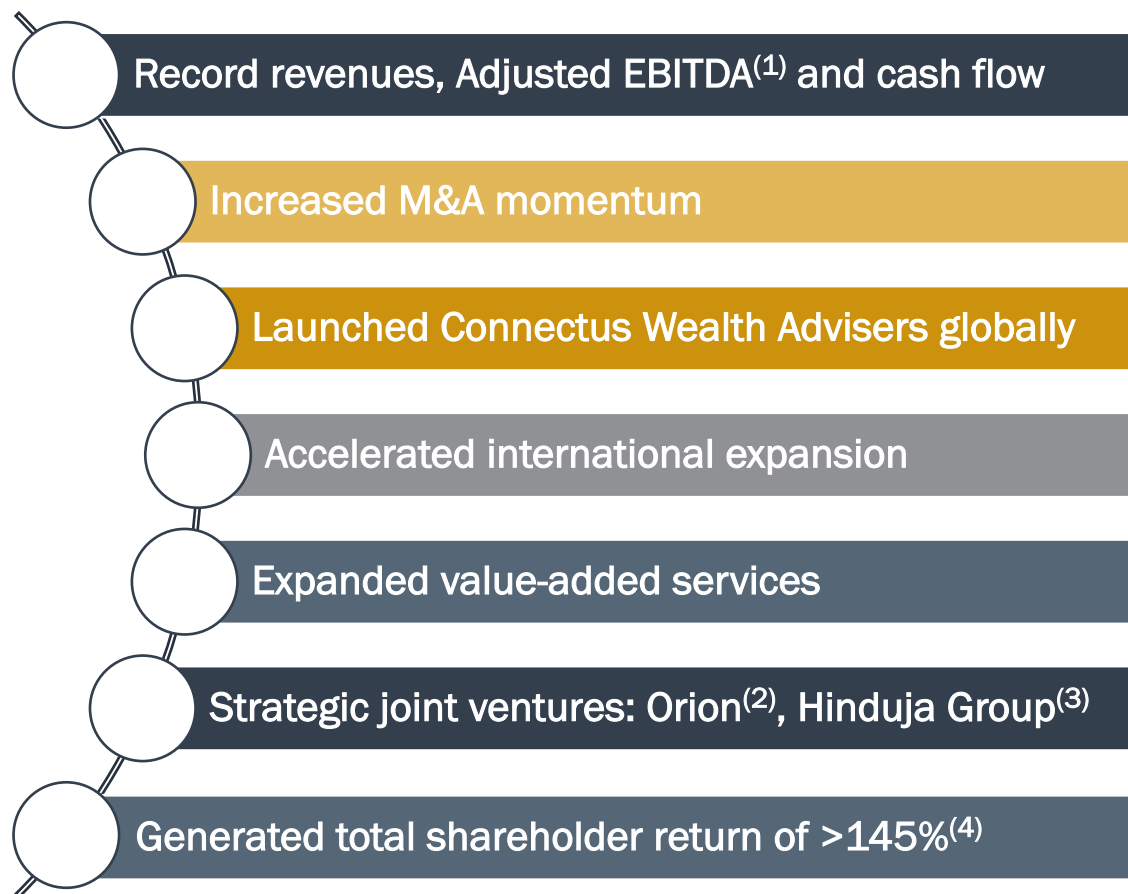 Record revenues, Adjusted EBITDA(1) and cash flow
Increased M&A momentum
Launched Connectus Wealth Advisers globally
Accelerated international expansion
Expanded value-added services
Strategic joint ventures: Orion(2), Hinduja Group(3)
Generated total shareholder return of >145%(4)